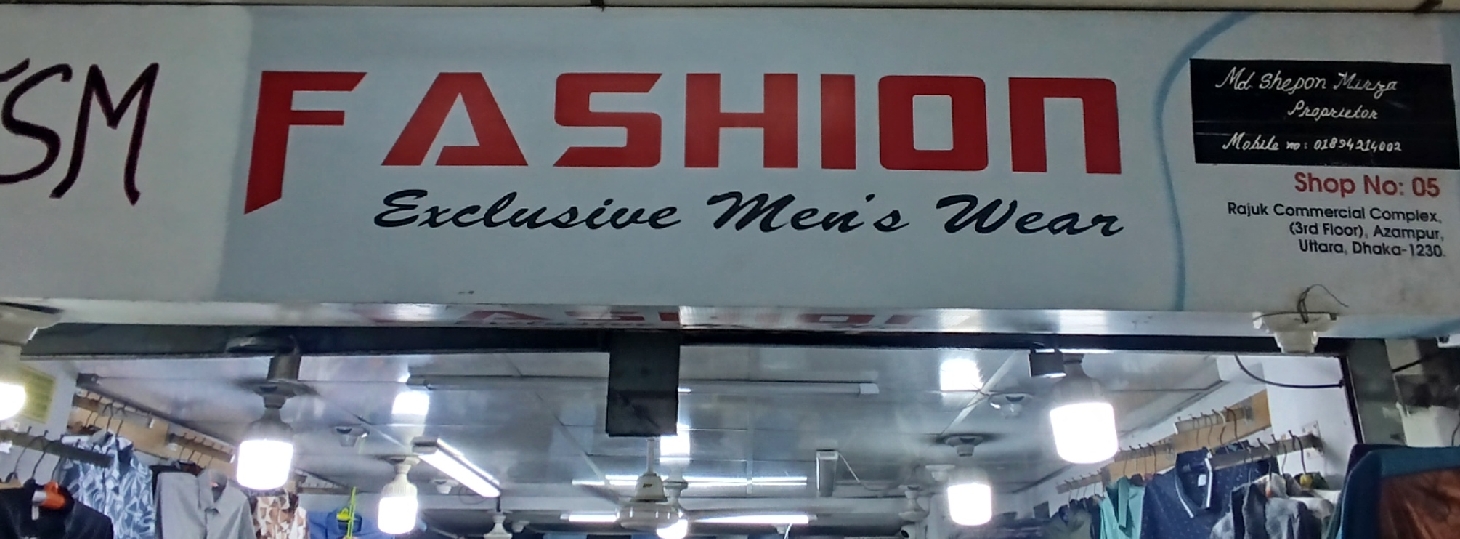 SM
FASHION
Exclusive Men's Wear
Md. Shepon Mirza
Proprietor
Mobile no: 01894214002
Shop No: 05
Rajuk Commercial Complex,
(3rd Floor), Azampur,
Uttara, Dhaka-1230.